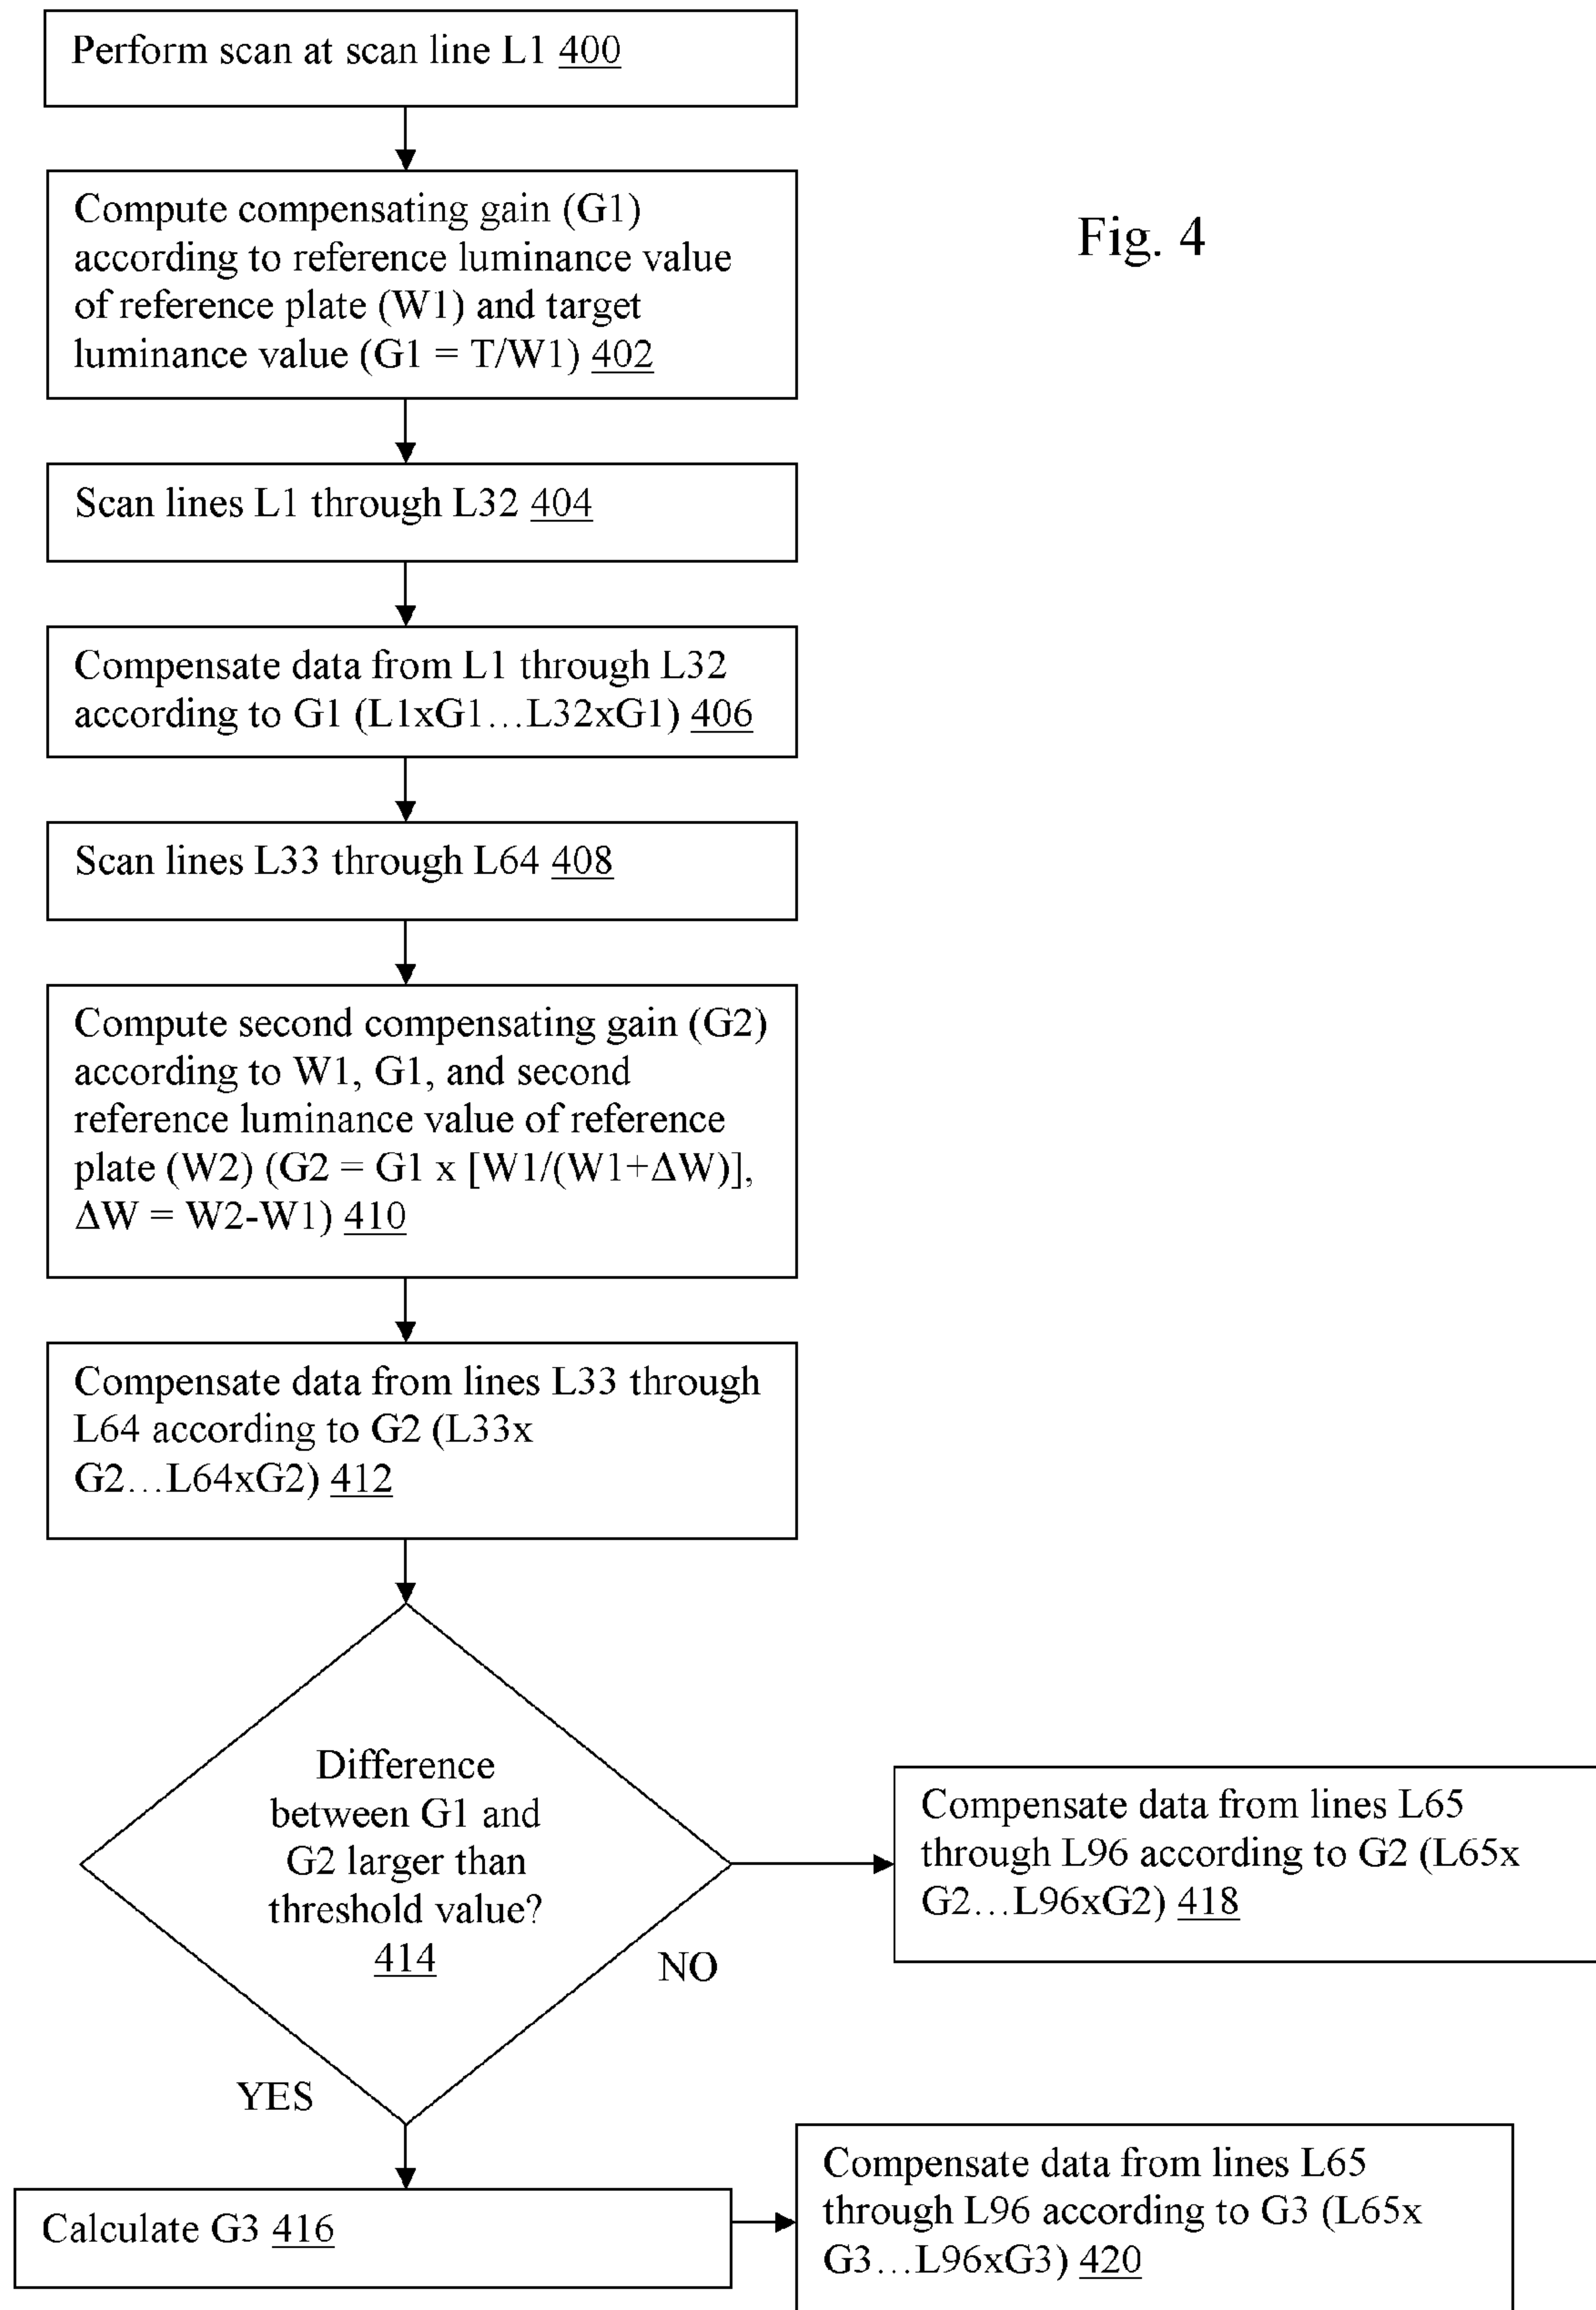 Perform scan at scan line L1 400
Fig. 4
Compute compensating gain (G1)
according to reference luminance value
of reference plate (W1) and target
luminance value (G1 = T/W1) 402
Scan lines L1 through L32 404
Compensate data from L1 through L32
according to G1 (L1xG1...L32xG1) 406
Scan lines L33 through L64 408
Compute second compensating gain (G2)
according to W1, G1, and second
reference luminance value of reference
plate (W2) (G2 = G1 x [W1/(W1+ΔW)],
ΔW = W2-W1) 410
Compensate data from lines L33 through
L64 according to G2 (L33x
G2...L64xG2) 412
Difference
between G1 and
G2 larger than
threshold value?
414
NO
Compensate data from lines L65
through L96 according to G2 (L65x
G2...L96xG2) 418
YES
Calculate G3 416
Compensate data from lines L65
through L96 according to G3 (L65x
G3...L96xG3) 420